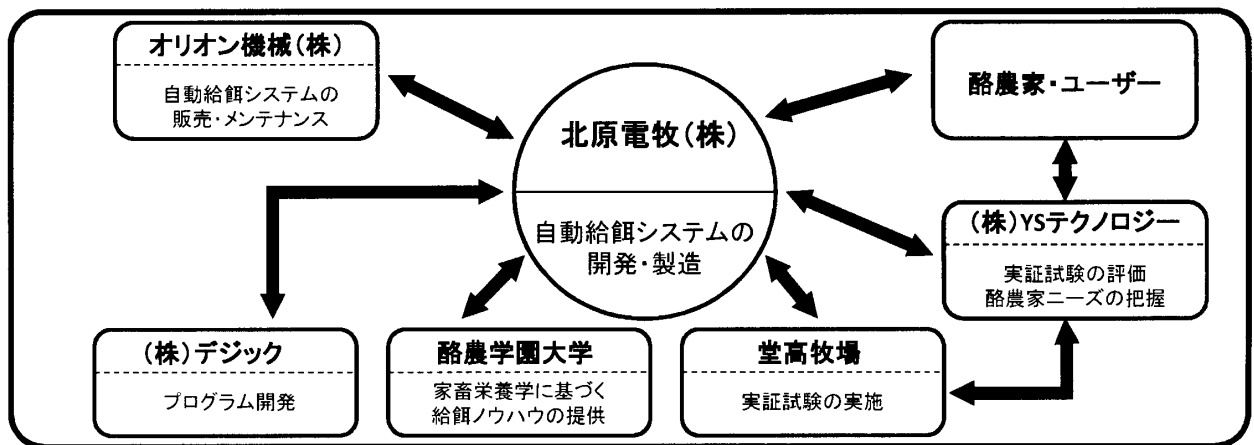 オリオン機械(株)
自動給餌システムの
販売・メンテナンス
酪農家・ユーザー
北原電牧(株)
自動給餌システムの
開発・製造
(株)YSテクノロジー
実証試験の評価
酪農家ニーズの把握
(株)デジック
プログラム開発
酪農学園大学
家畜栄養学に基づく
給餌ノウハウの提供
堂高牧場
実証試験の実施